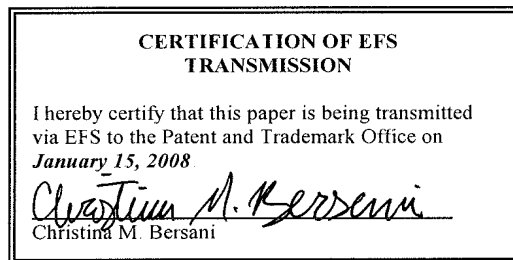 CERTIFICATION OF EFS
TRANSMISSION
I hereby certify that this paper is being transmitted
via EFS to the Patent and Trademark Office on
January 15, 2008
Christina M. Bersani
Christina M. Bersani